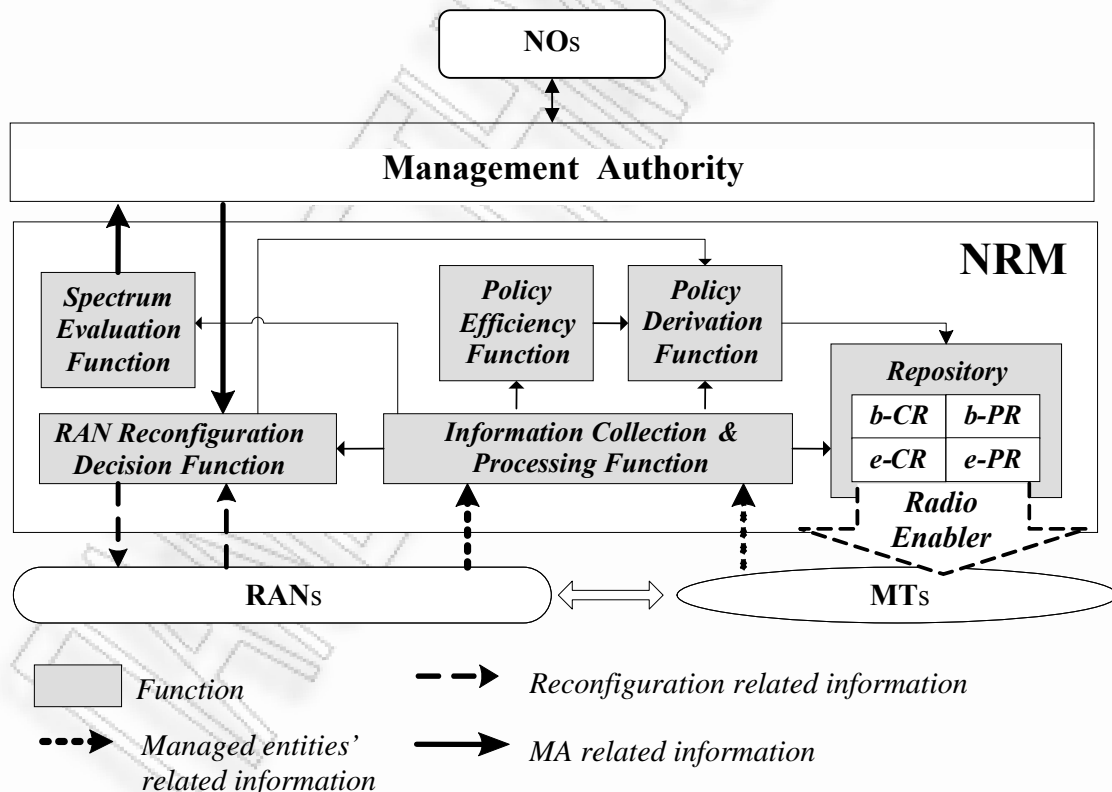 NOs
Management Authority
NRM
Spectrum
Evaluation
Function
Policy
Efficiency
Function
Policy
Derivation
Function
Repository
b-CR b-PR
e-CR e-PR
RAN Reconfiguration
Decision Function
Information Collection &
Processing Function
Radio
Enabler
RANs
MTs
Function
Reconfiguration related information
Managed entities'
related information
MA related information